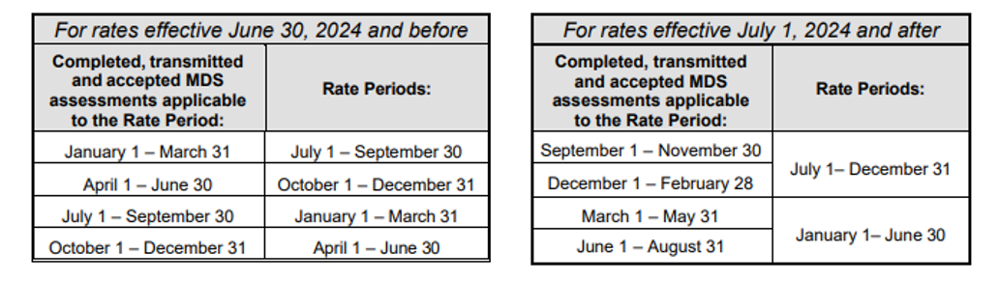 For rates effective June 30, 2024 and before
Completed, transmitted
and accepted MDS
assessments applicable
to the Rate Period:
Rate Periods:
January 1 – March 31
July 1 – September 30
April 1 – June 30
October 1 – December 31
July 1 – September 30
January 1 – March 31
October 1 – December 31
April 1 – June 30
For rates effective July 1, 2024 and after
Completed, transmitted
and accepted MDS
assessments applicable
to the Rate Period:
Rate Periods:
September 1 – November 30
December 1 – February 28
July 1– December 31
March 1 – May 31
June 1 – August 31
January 1– June 30